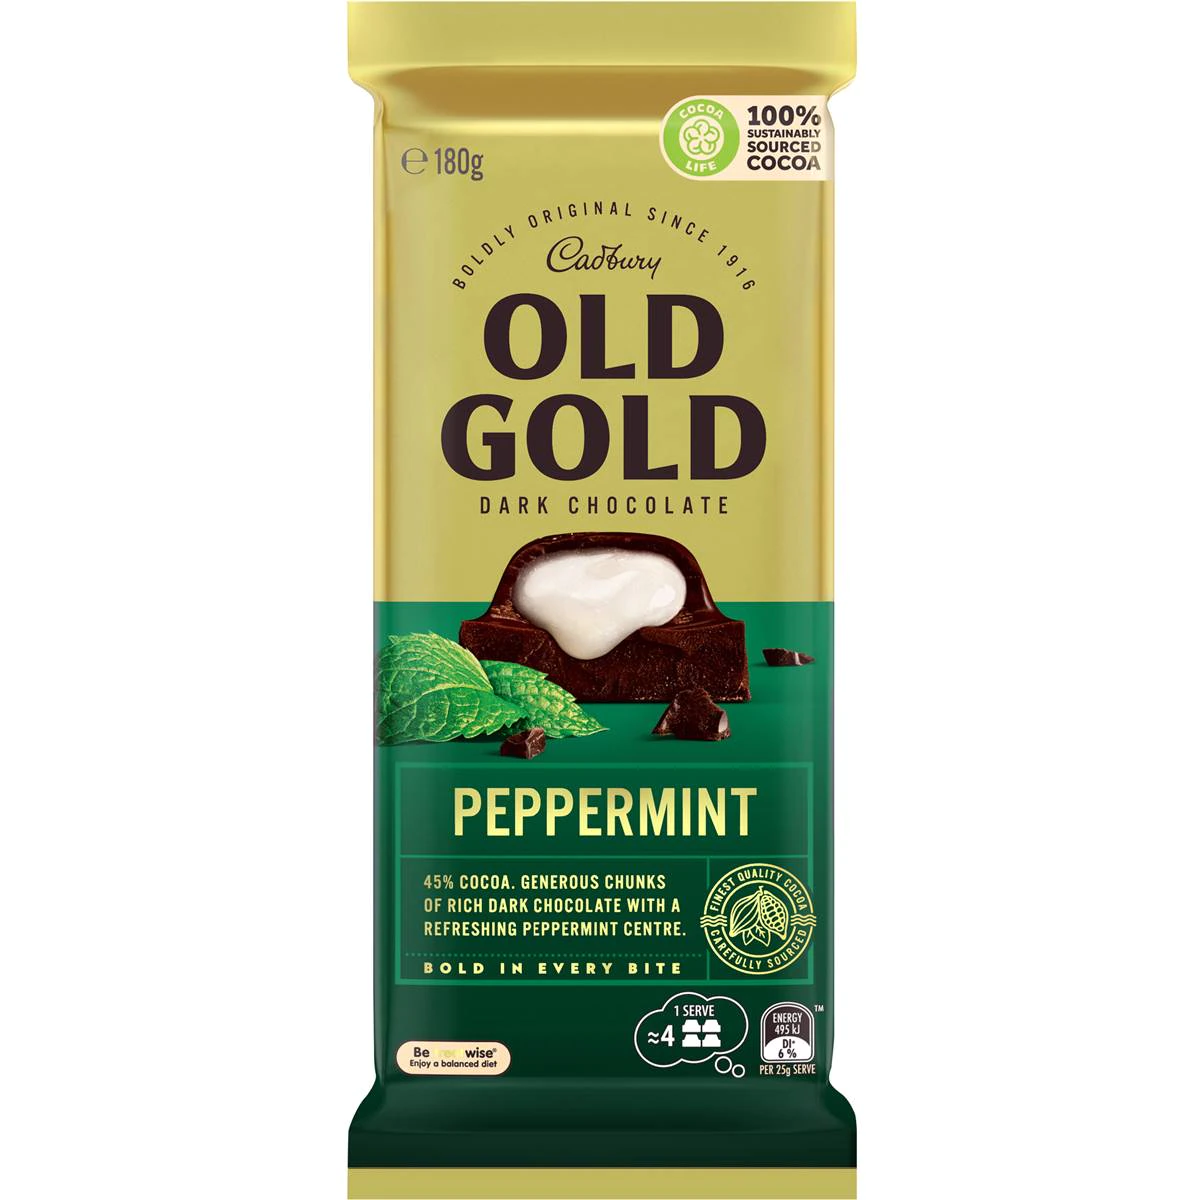 COCOA
LIFE
100%
SUSTAINABLY
SOURCED
COCOA
℮ 180g
BOLDLY ORIGINAL SINCE 1916
Cadbury
OLD
GOLD
DARK CHOCOLATE
PEPPERMINT
45% COCOA. GENEROUS CHUNKS
OF RICH DARK CHOCOLATE WITH A
REFRESHING PEPPERMINT CENTRE.
BOLD IN EVERY BITE
FINEST QUALITY COCOA
CAREFULLY SOURCED
1 SERVE
≈4
ENERGY
495 kJ
DI*
6 %
PER 25g SERVE
™
Be treatwise®
Enjoy a balanced diet